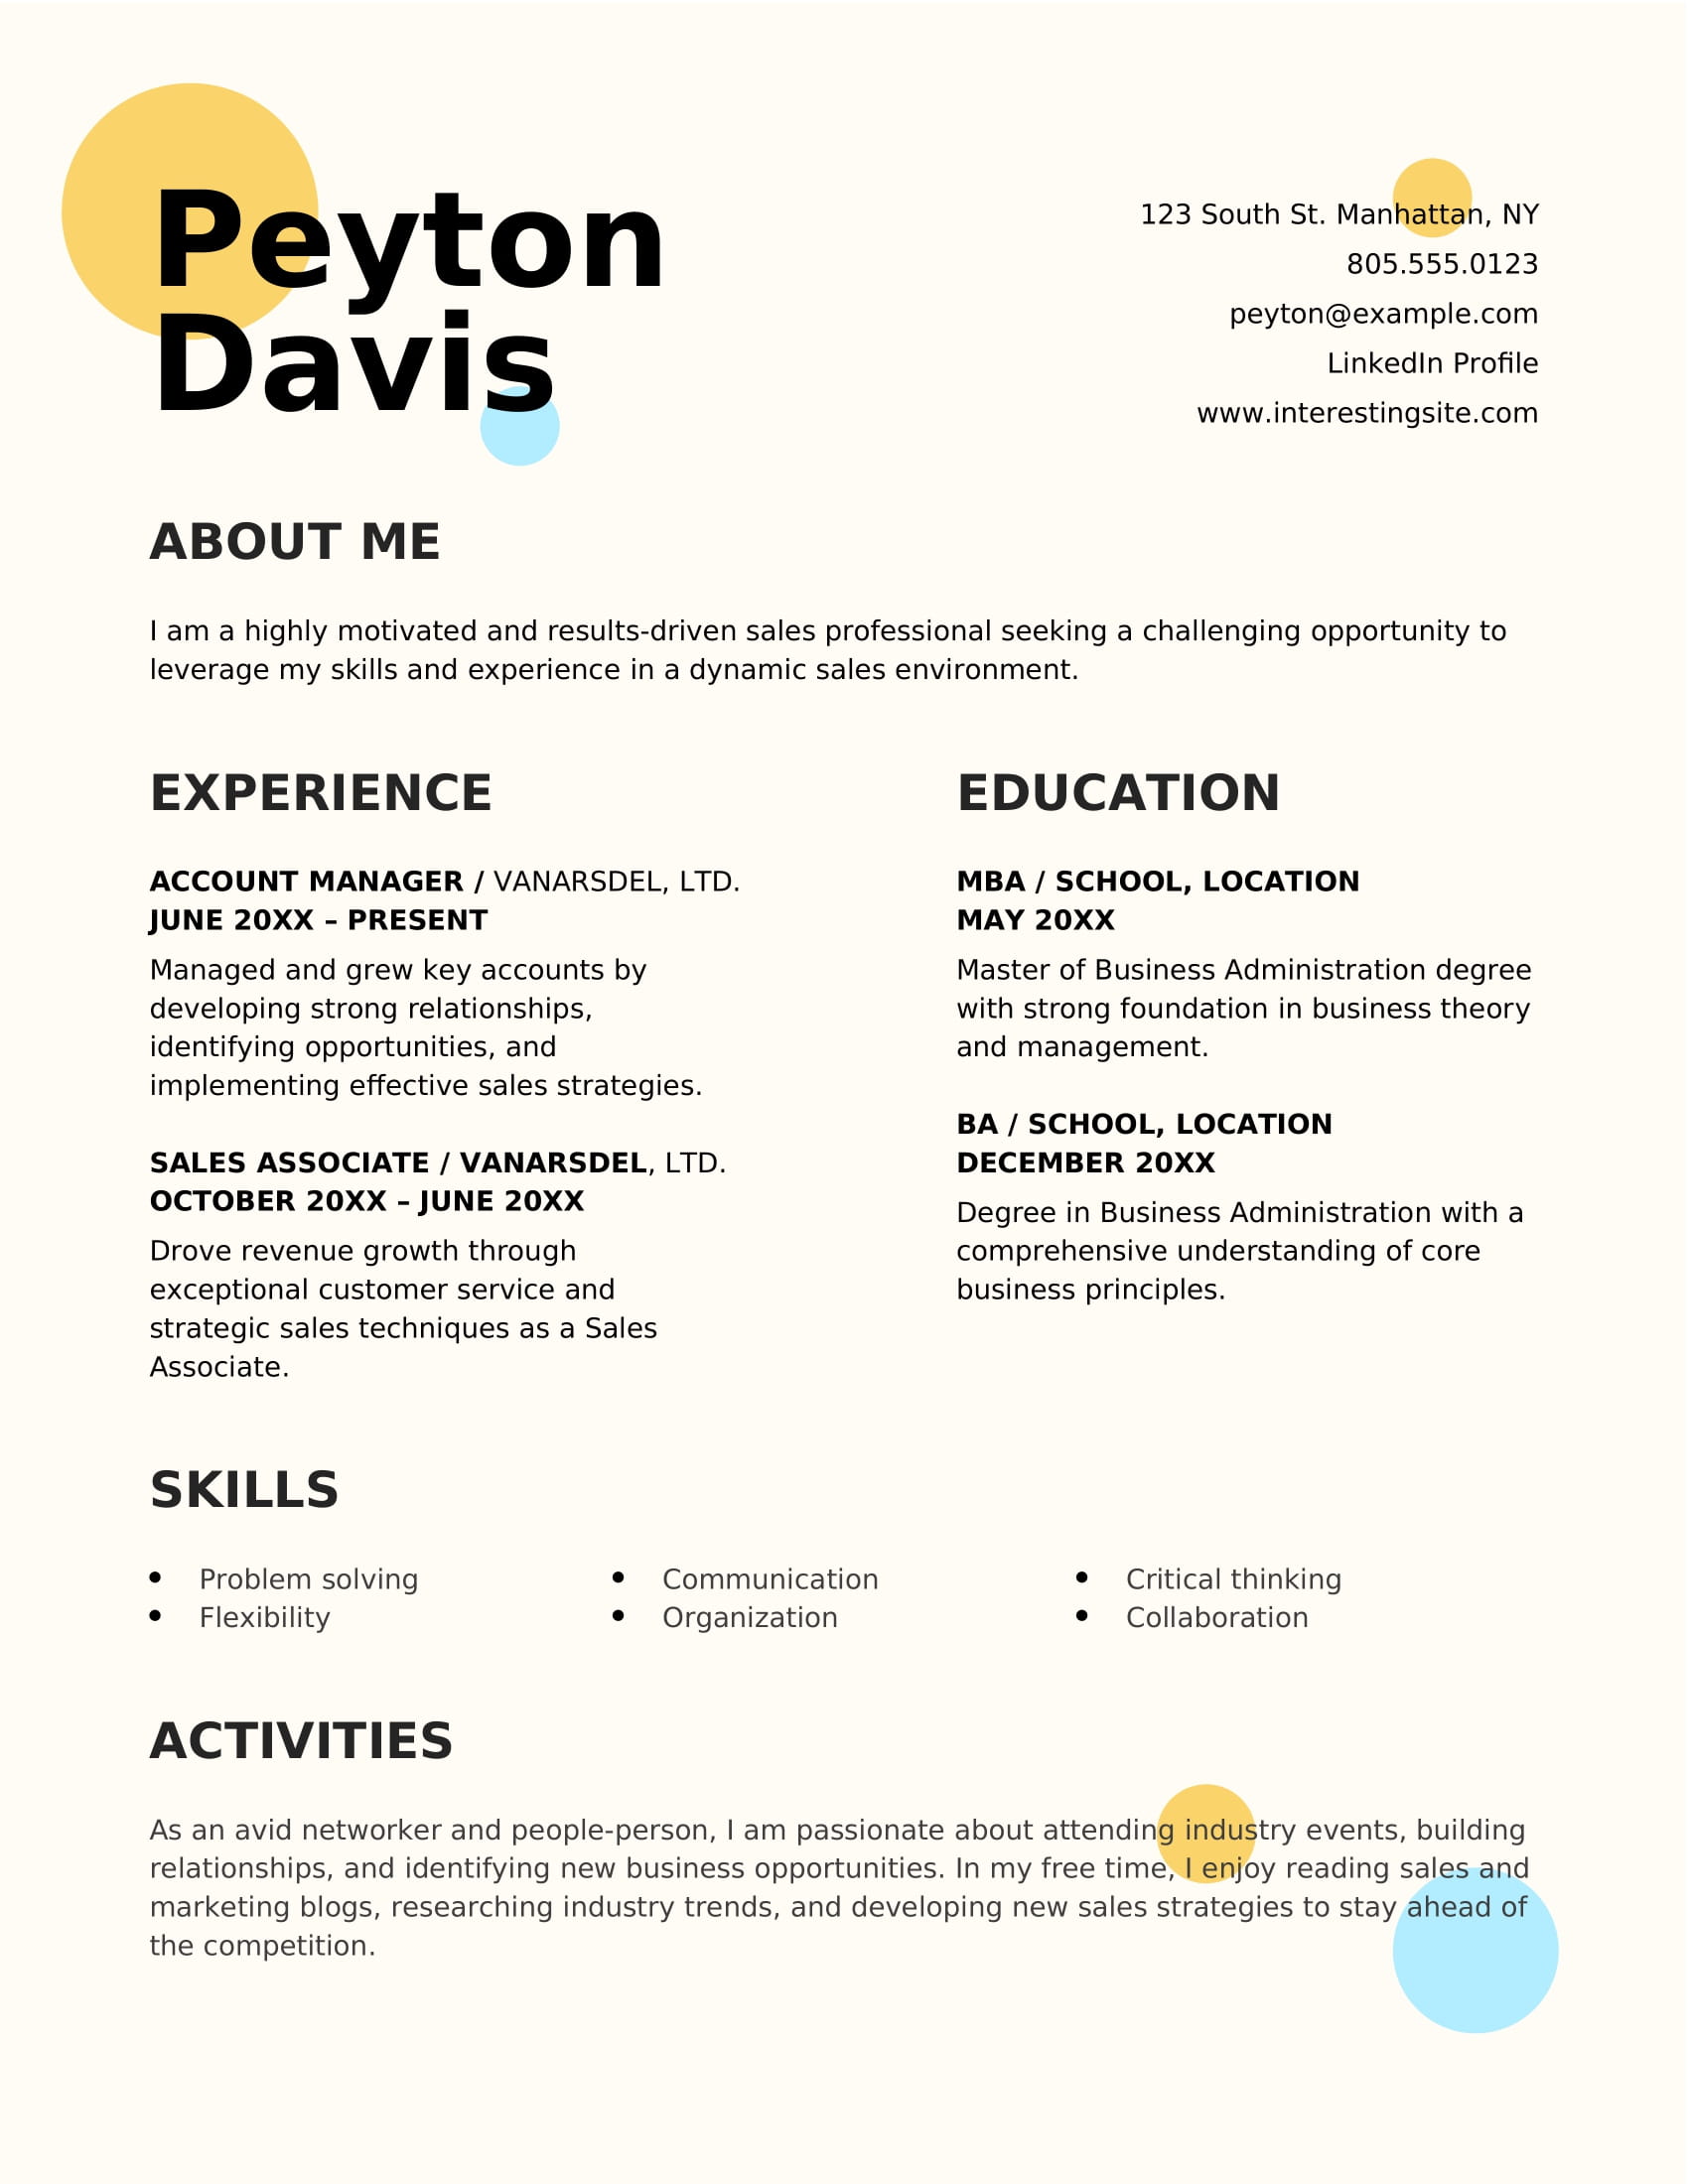 Peyton
Davis
123 South St. Manhattan, NY
805.555.0123
peyton@example.com
LinkedIn Profile
www.interestingsite.com
ABOUT ME
I am a highly motivated and results-driven sales professional seeking a challenging opportunity to
leverage my skills and experience in a dynamic sales environment.
EXPERIENCE
ACCOUNT MANAGER / VANARSDEL, LTD.
JUNE 20XX – PRESENT
Managed and grew key accounts by
developing strong relationships,
identifying opportunities, and
implementing effective sales strategies.
SALES ASSOCIATE / VANARSDEL, LTD.
OCTOBER 20XX – JUNE 20XX
Drove revenue growth through
exceptional customer service and
strategic sales techniques as a Sales
Associate.
EDUCATION
MBA / SCHOOL, LOCATION
MAY 20XX
Master of Business Administration degree
with strong foundation in business theory
and management.
BA / SCHOOL, LOCATION
DECEMBER 20XX
Degree in Business Administration with a
comprehensive understanding of core
business principles.
SKILLS
• Problem solving
• Flexibility
• Communication
• Organization
• Critical thinking
• Collaboration
ACTIVITIES
As an avid networker and people-person, I am passionate about attending industry events, building
relationships, and identifying new business opportunities. In my free time, I enjoy reading sales and
marketing blogs, researching industry trends, and developing new sales strategies to stay ahead of
the competition.